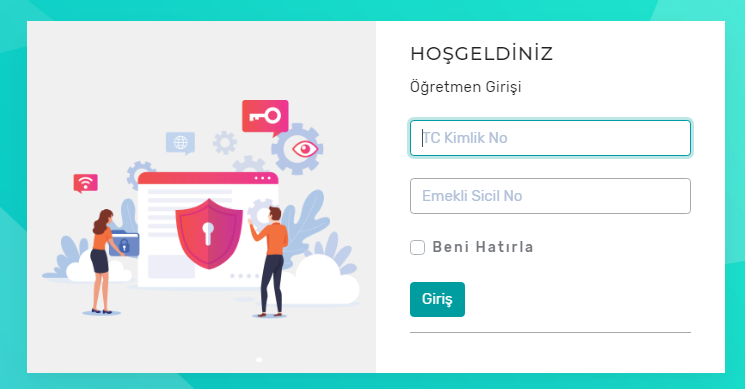 HOŞGELDİNİZ
Öğretmen Girişi
TC Kimlik No
Emekli Sicil No
Beni Hatırla
Giriş